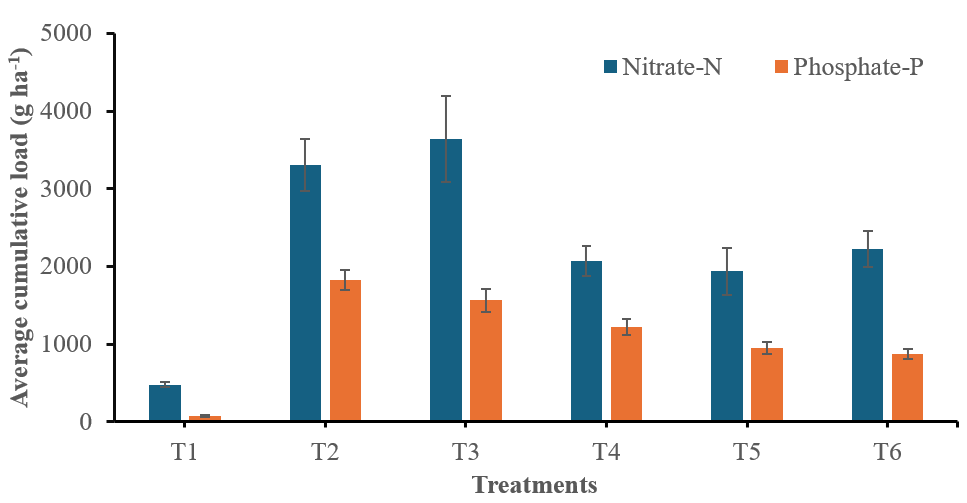 Average cumulative load (g ha⁻¹)
5000
4000
3000
2000
1000
0
Nitrate-N Phosphate-P
T1 T2 T3 T4 T5 T6
Treatments